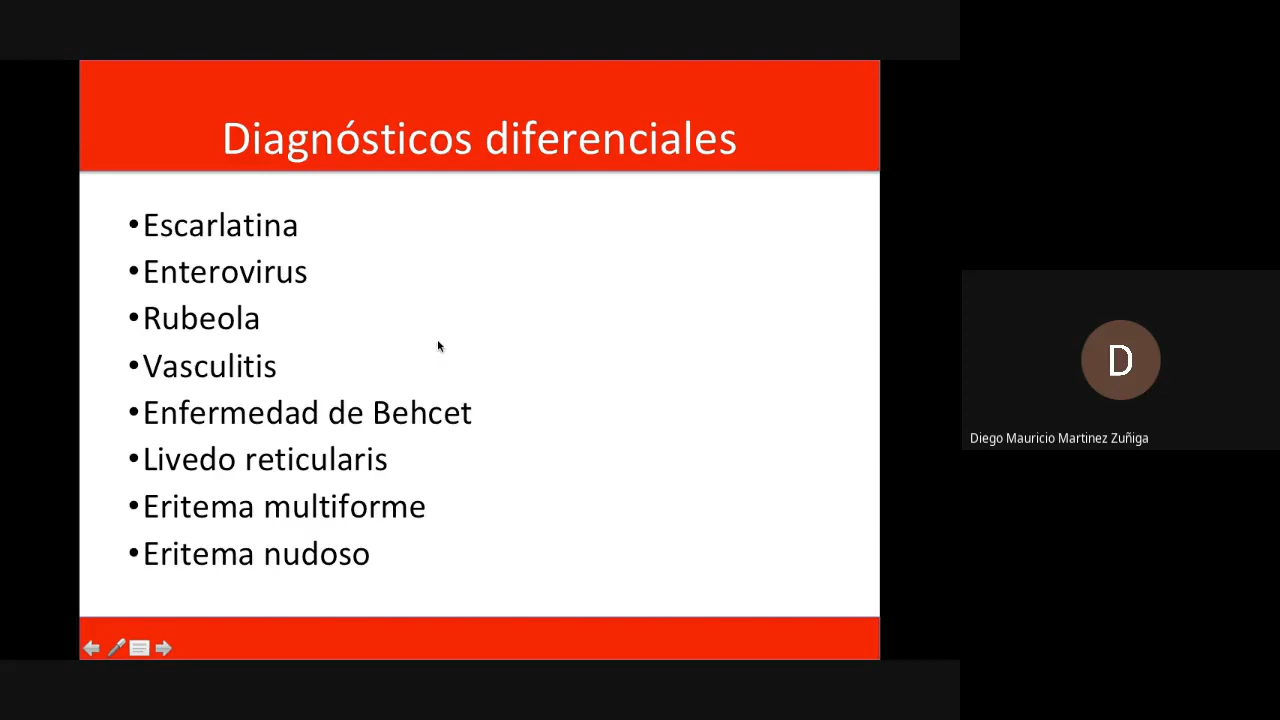 Diagnósticos diferenciales
•Escarlatina
•Enterovirus
•Rubeola
•Vasculitis
•Enfermedad de Behcet
•Livedo reticularis
•Eritema multiforme
•Eritema nudoso
D
Diego Mauricio Martinez Zuñiga